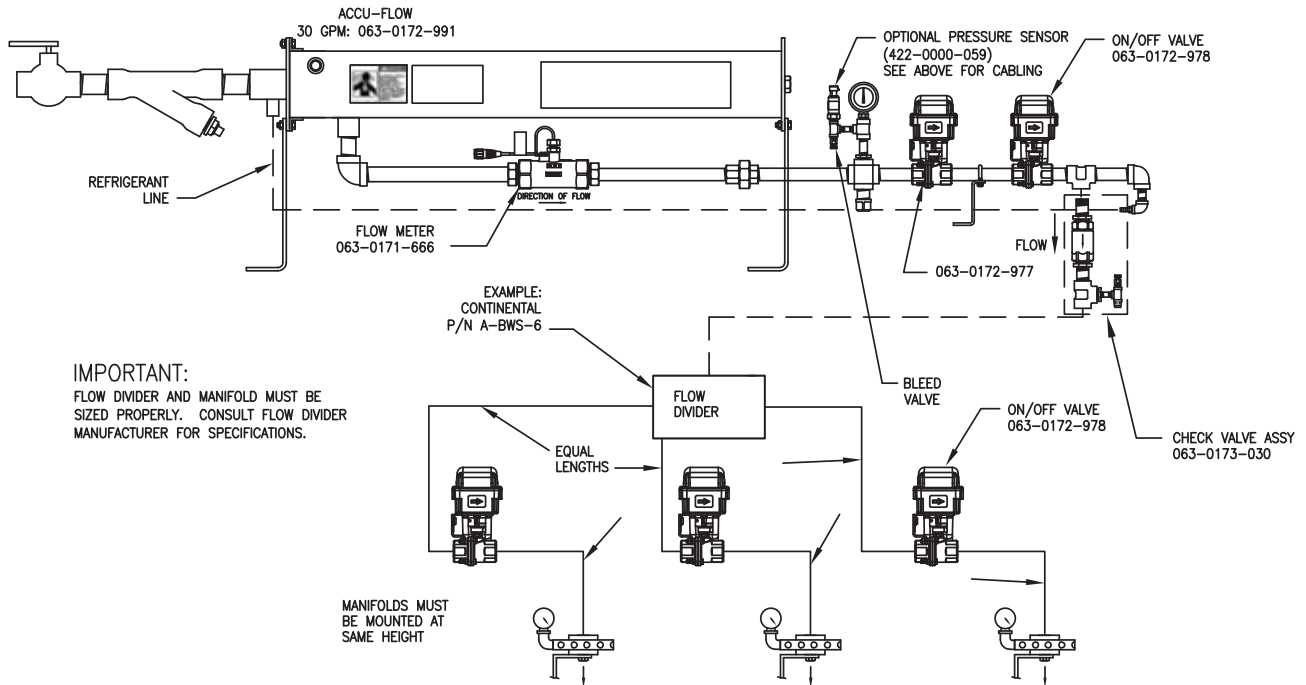 ACCU-FLOW
30 GPM: 063-0172-991
OPTIONAL PRESSURE SENSOR
(422-0000-059)
SEE ABOVE FOR CABLING
ON/OFF VALVE
063-0172-978
REFRIGERANT
LINE
DIRECTION OF FLOW
FLOW METER
063-0171-666
FLOW
063-0172-977
EXAMPLE:
CONTINENTAL
P/N A-BWS-6
IMPORTANT:
FLOW DIVIDER AND MANIFOLD MUST BE
SIZED PROPERLY. CONSULT FLOW DIVIDER
MANUFACTURER FOR SPECIFICATIONS.
FLOW
DIVIDER
BLEED
VALVE
ON/OFF VALVE
063-0172-978
CHECK VALVE ASSY
063-0173-030
EQUAL
LENGTHS
MANIFOLDS MUST
BE MOUNTED AT
SAME HEIGHT